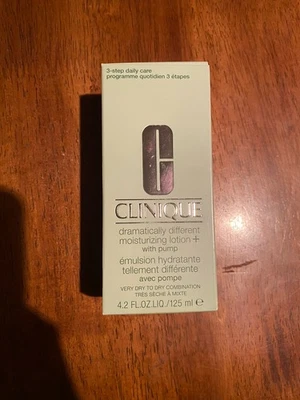 3-step daily care
programme quotidien 3 étapes
CLINIQUE
dramatically different
moisturizing lotion +
with pump
émulsion hydratante
tellement différente
avec pompe
VERY DRY TO DRY COMBINATION
TRÈS SÈCHE À MIXTE
4.2 FL.OZ.LIQ./125 ml ℮